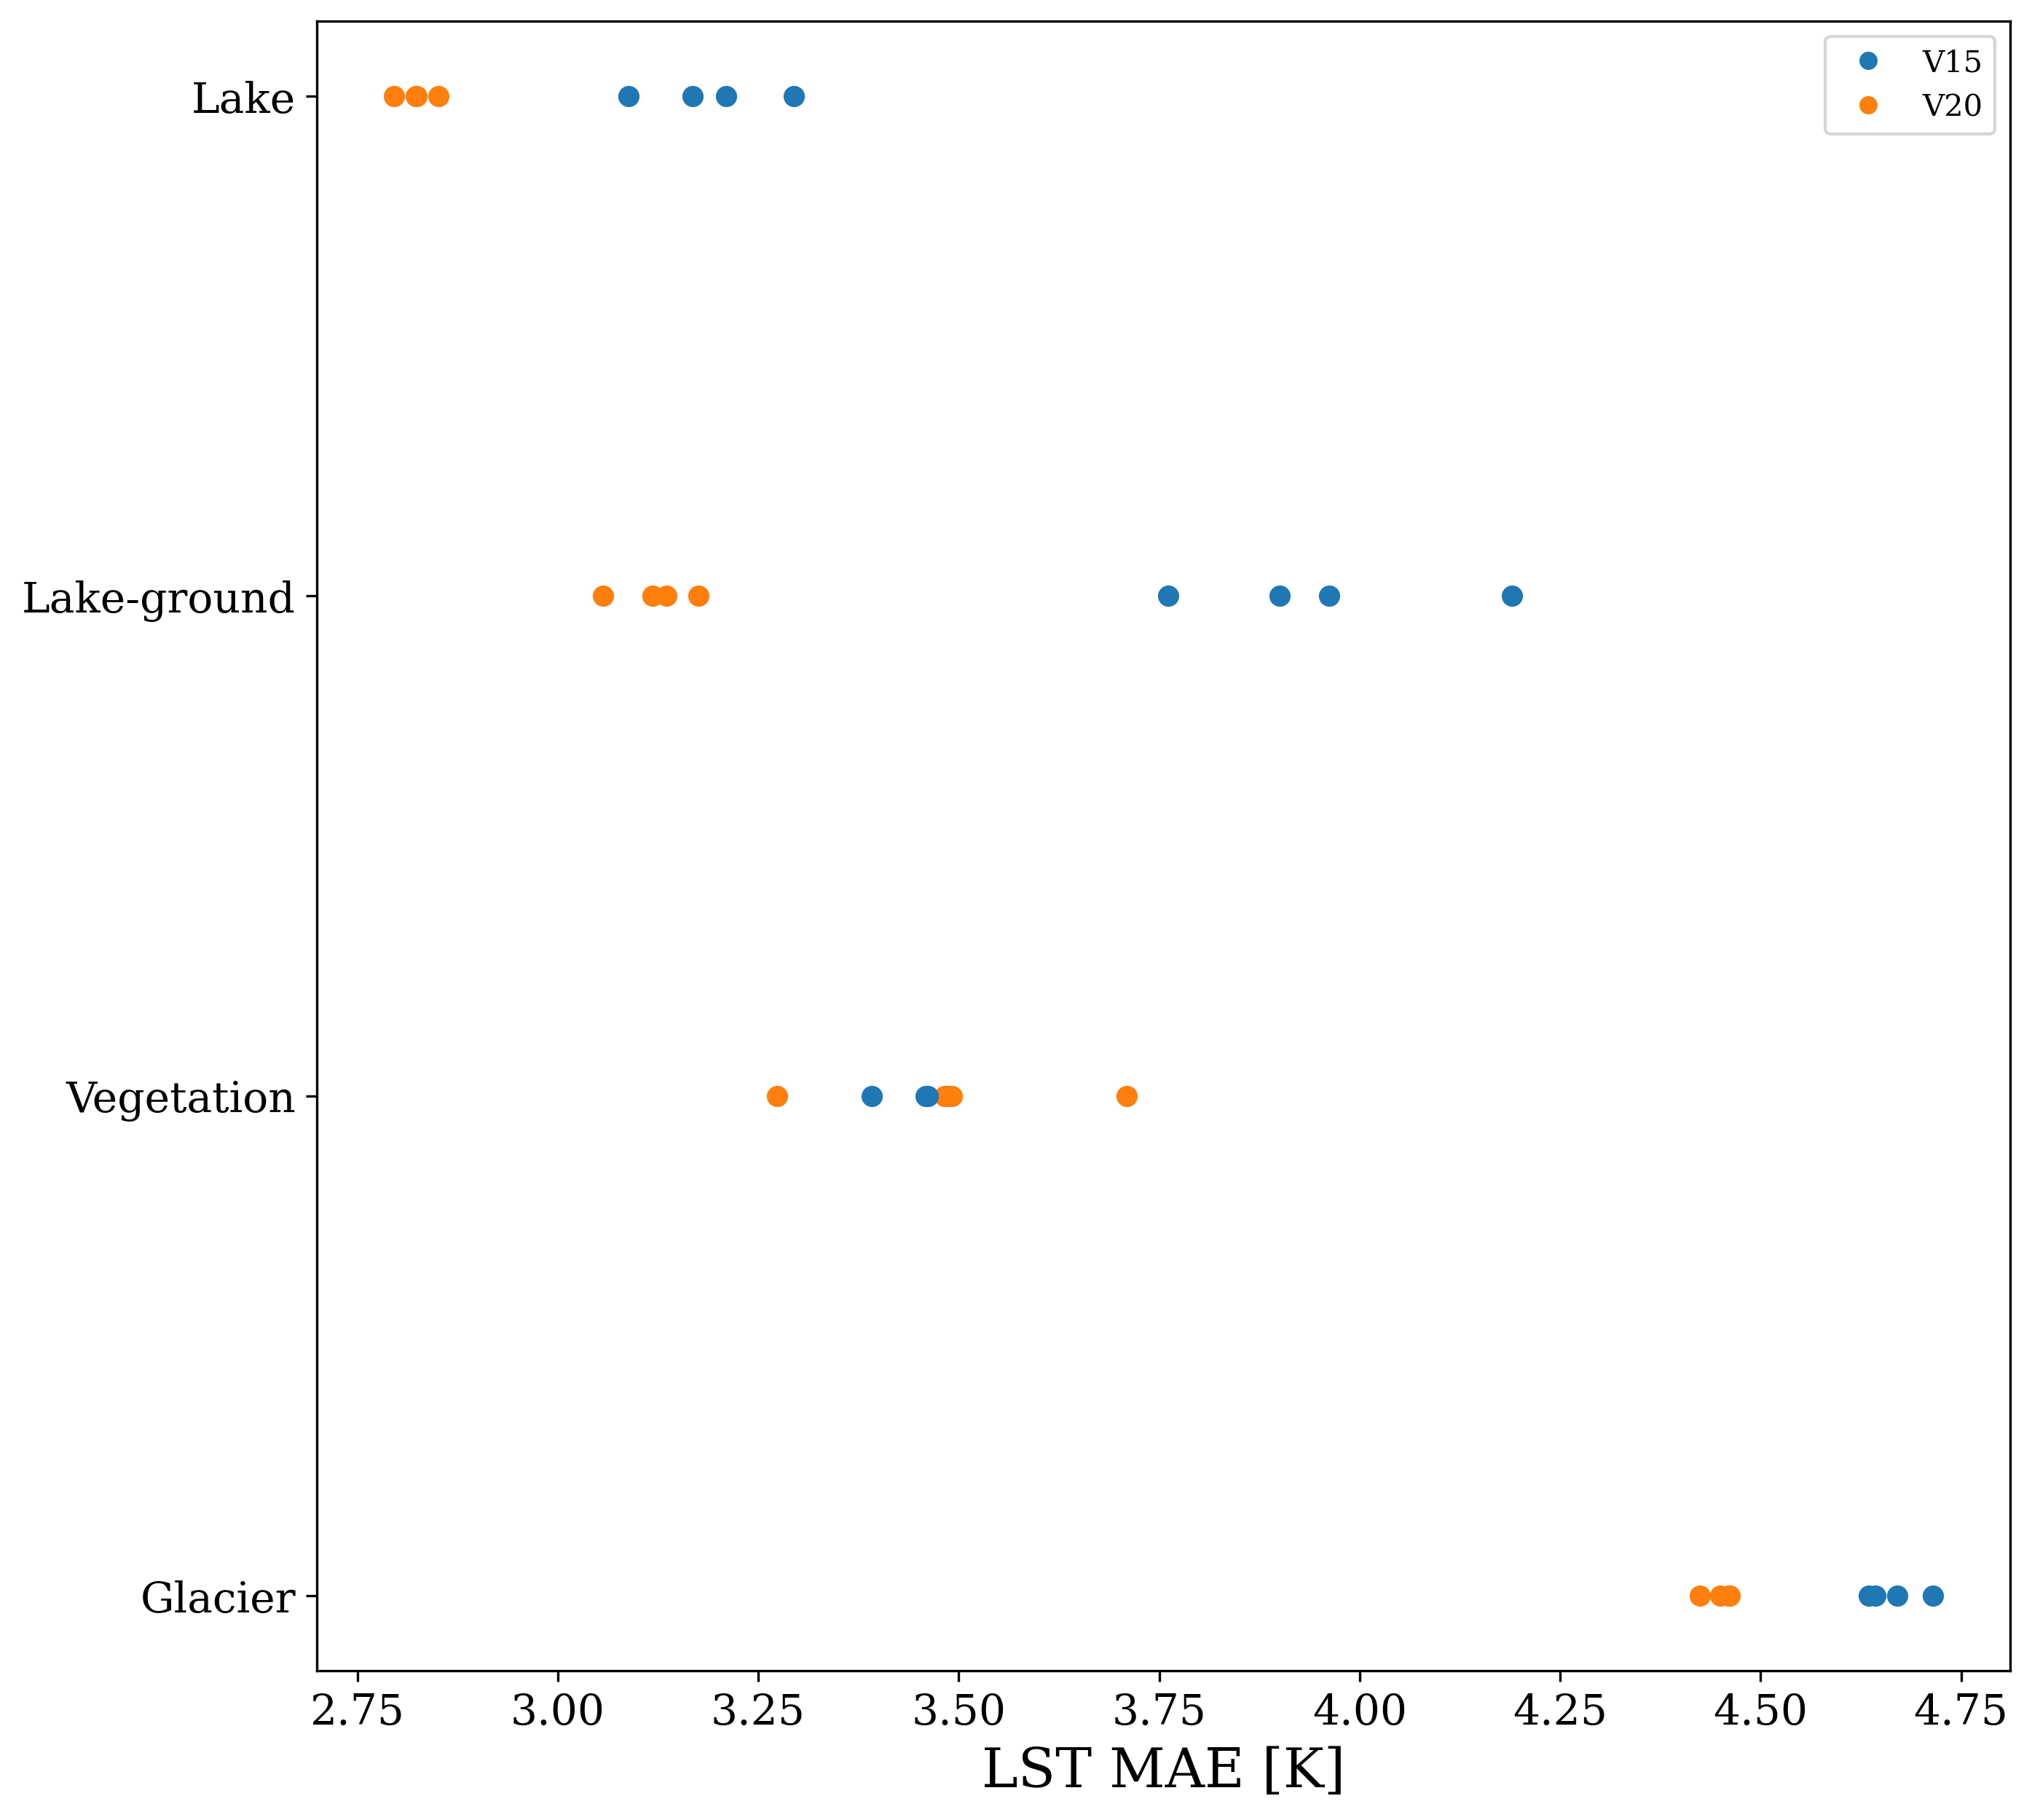 V15
V20
Lake
Lake-ground
Vegetation
Glacier
2.75 3.00 3.25 3.50 3.75 4.00 4.25 4.50 4.75
LST MAE [K]